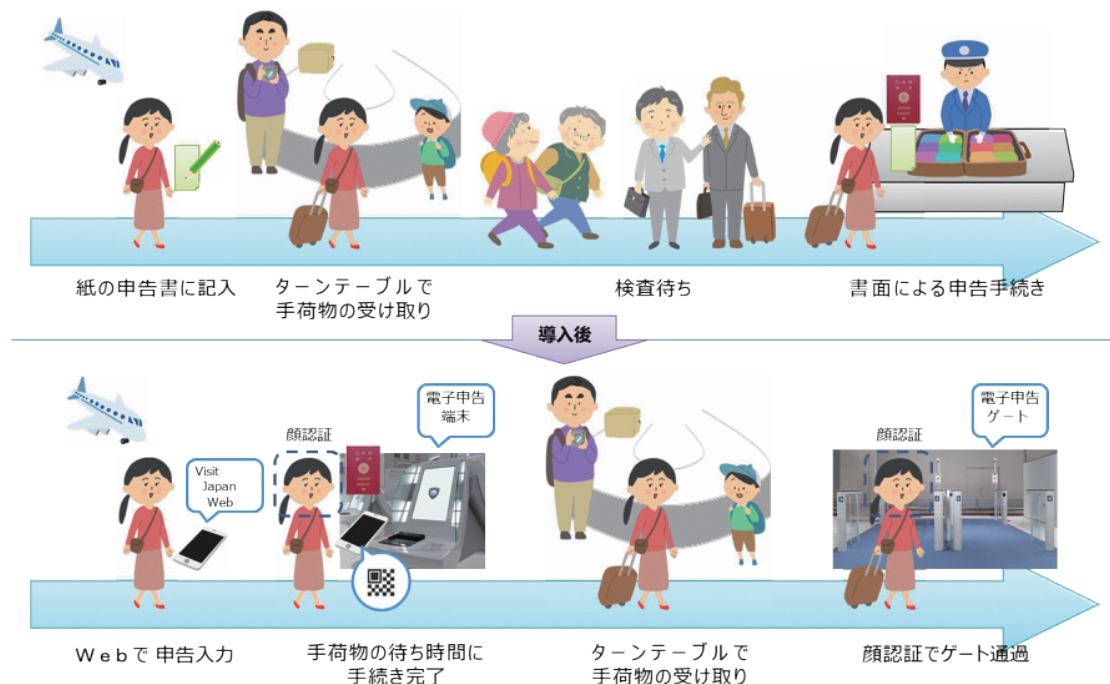 紙の申告書に記入
ターンテーブルで
手荷物の受け取り
検査待ち
書面による申告手続き
導入後
Visit
Japan
Web
顔認証
電子申告
端末
顔認証
電子申告
ゲート
Webで申告入力
手荷物の待ち時間に
手続き完了
ターンテーブルで
手荷物の受け取り
顔認証でゲート通過